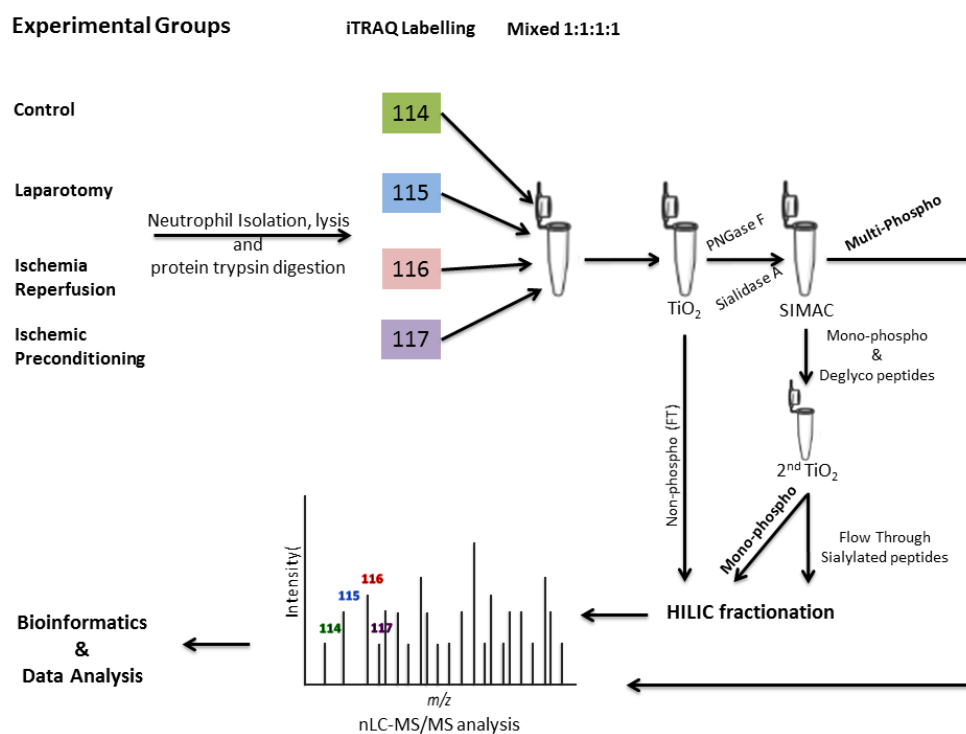 Experimental Groups
iTRAQ Labelling
Mixed 1:1:1:1
Control
114
Laparotomy
115
Neutrophil Isolation, lysis
and
protein trypsin digestion
Ischemia
Reperfusion
116
Ischemic
Preconditioning
117
TiO2
PNGase F
Sialidase A
SIMAC
Multi-Phospho
Mono-phospho
&
Deglyco peptides
2nd TiO2
Non-phospho (FT)
Mono-phospho
Flow Through
Sialylated peptides
HILIC fractionation
Intensity(
114
115
116
117
m/z
nLC-MS/MS analysis
Bioinformatics
&
Data Analysis